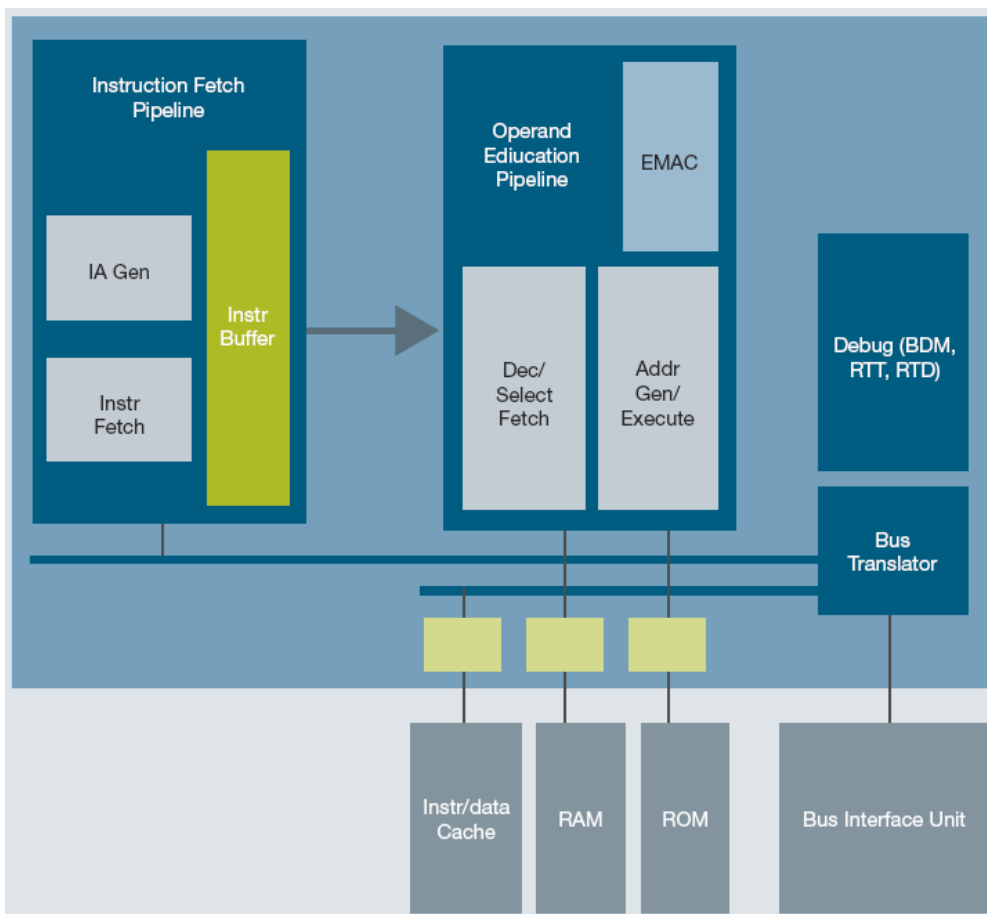 Instruction Fetch
Pipeline
IA Gen
Instr
Fetch
Instr
Buffer
Operand
Ediucation
Pipeline
EMAC
Dec/
Select
Fetch
Addr
Gen/
Execute
Debug (BDM,
RTT, RTD)
Bus
Translator
Instr/data
Cache
RAM
ROM
Bus Interface Unit